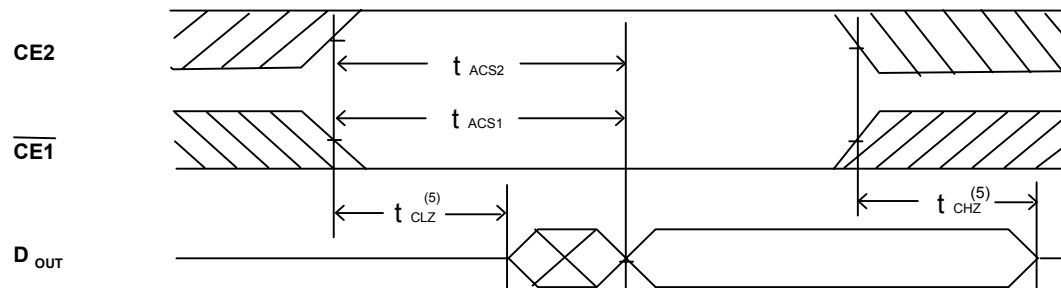 CE2
t ACS2
t ACS1
CE1
t CLZ (5)
t CHZ (5)
D OUT